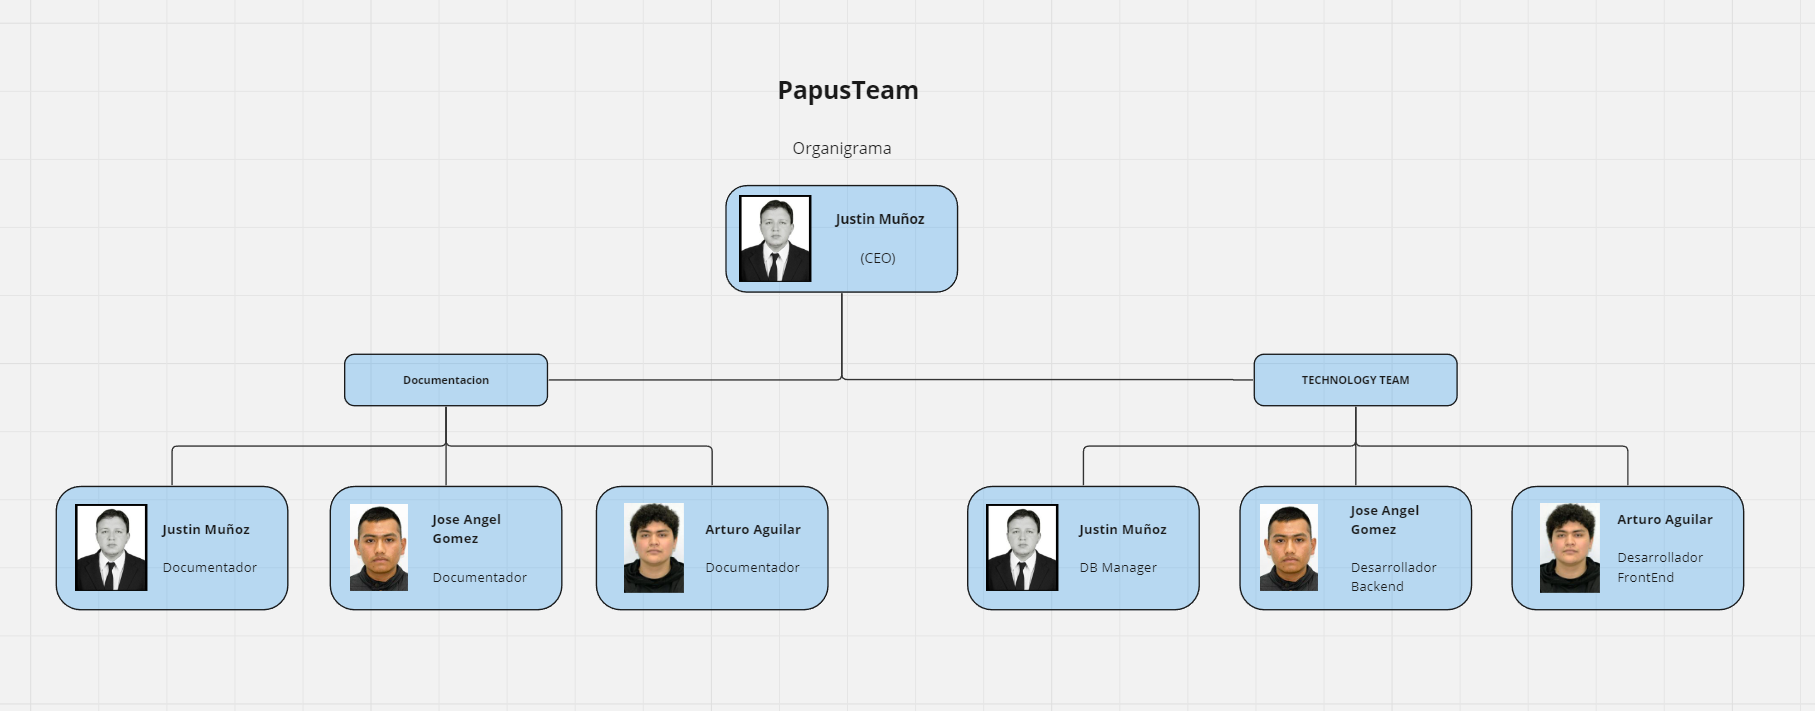 PapusTeam
Organigrama
Justin Muñoz
(CEO)
Documentacion
TECHNOLOGY TEAM
Justin Muñoz
Documentador
Jose Angel
Gomez
Documentador
Arturo Aguilar
Documentador
Justin Muñoz
DB Manager
Jose Angel
Gomez
Desarrollador
Backend
Arturo Aguilar
Desarrollador
FrontEnd